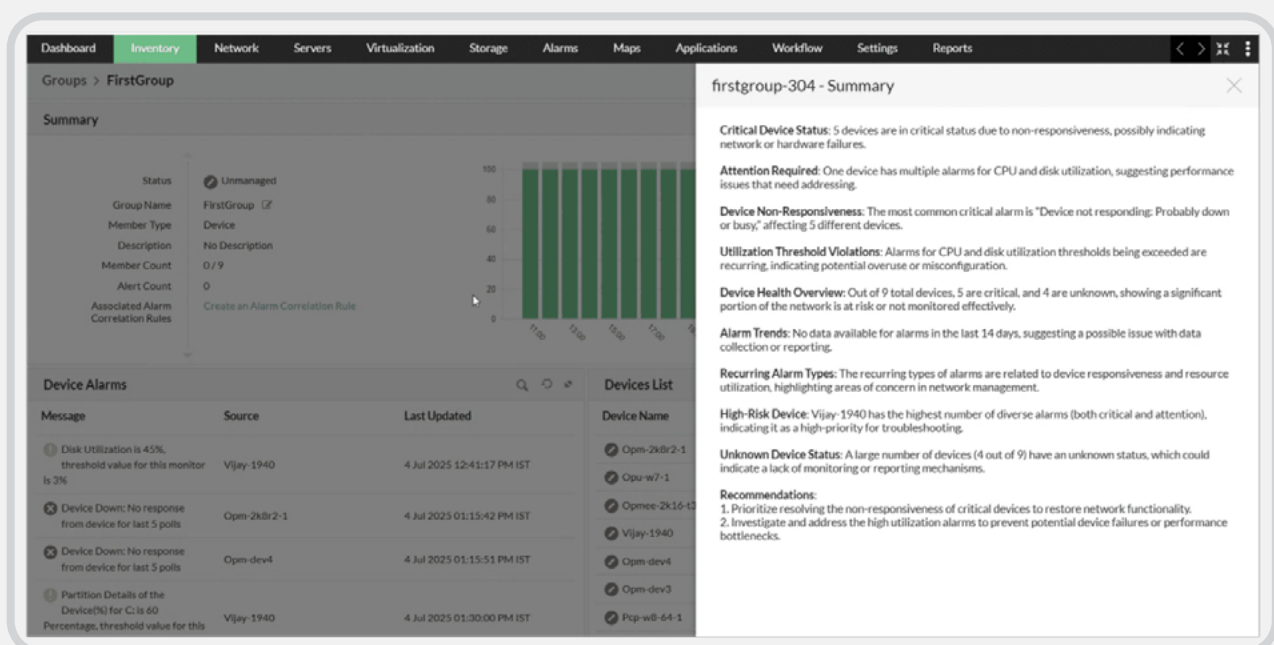 Dashboard Inventory Network Servers Virtualization Storage Alarms Maps Applications Workflow Settings Reports
Groups > FirstGroup
Summary
Status Unmanaged
Group Name FirstGroup
Member Type Device
Description No Description
Member Count 0 / 9
Alert Count 0
Associated Alarm
Correlation Rules
Create an Alarm Correlation Rule
100
80
60
40
20
0
11:00 13:00 15:00 17:00
Device Alarms
Message Source Last Updated
Disk Utilization is 45%,
threshold value for this monitor
is 3%
Vijay-1940 4 Jul 2025 12:41:17 PM IST
Device Down: No response
from device for last 5 polls
Opm-2k8r2-1 4 Jul 2025 01:15:42 PM IST
Device Down: No response
from device for last 5 polls
Opm-dev4 4 Jul 2025 01:15:51 PM IST
Partition Details of the
Device(%) for C: is 60
Percentage, threshold value for this
Vijay-1940 4 Jul 2025 01:30:00 PM IST
Devices List
Device Name
Opm-2k8r2-1
Opu-w7-1
Opmee-2k16-t3
Vijay-1940
Opm-dev4
Opm-dev3
Pcp-w8-64-1
firstgroup-304 - Summary
Critical Device Status: 5 devices are in critical status due to non-responsiveness, possibly indicating
network or hardware failures.
Attention Required: One device has multiple alarms for CPU and disk utilization, suggesting performance
issues that need addressing.
Device Non-Responsiveness: The most common critical alarm is "Device not responding: Probably down
or busy," affecting 5 different devices.
Utilization Threshold Violations: Alarms for CPU and disk utilization thresholds being exceeded are
recurring, indicating potential overuse or misconfiguration.
Device Health Overview: Out of 9 total devices, 5 are critical, and 4 are unknown, showing a significant
portion of the network is at risk or not monitored effectively.
Alarm Trends: No data available for alarms in the last 14 days, suggesting a possible issue with data
collection or reporting.
Recurring Alarm Types: The recurring types of alarms are related to device responsiveness and resource
utilization, highlighting areas of concern in network management.
High-Risk Device: Vijay-1940 has the highest number of diverse alarms (both critical and attention),
indicating it as a high-priority for troubleshooting.
Unknown Device Status: A large number of devices (4 out of 9) have an unknown status, which could
indicate a lack of monitoring or reporting mechanisms.
Recommendations:
1. Prioritize resolving the non-responsiveness of critical devices to restore network functionality.
2. Investigate and address the high utilization alarms to prevent potential device failures or performance
bottlenecks.